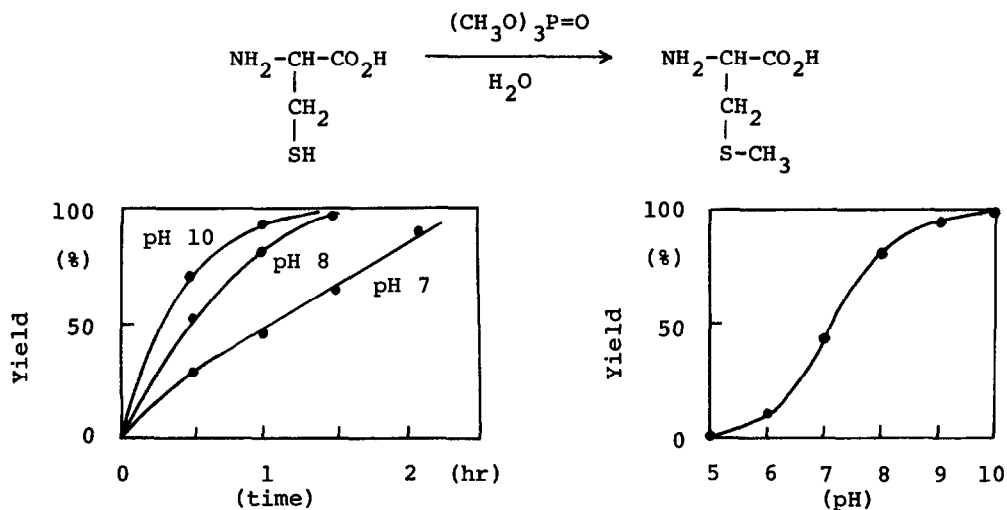 (CH3O)3P=O
NH2-CH-CO2H
H2O
NH2-CH-CO2H
CH2
CH2
SH
S-CH3
100
(%)
50
0
Yield
pH 10
pH 8
pH 7
0 1 2 (hr)
(time)
100
(%)
50
0
Yield
5 6 7 8 9 10
(pH)